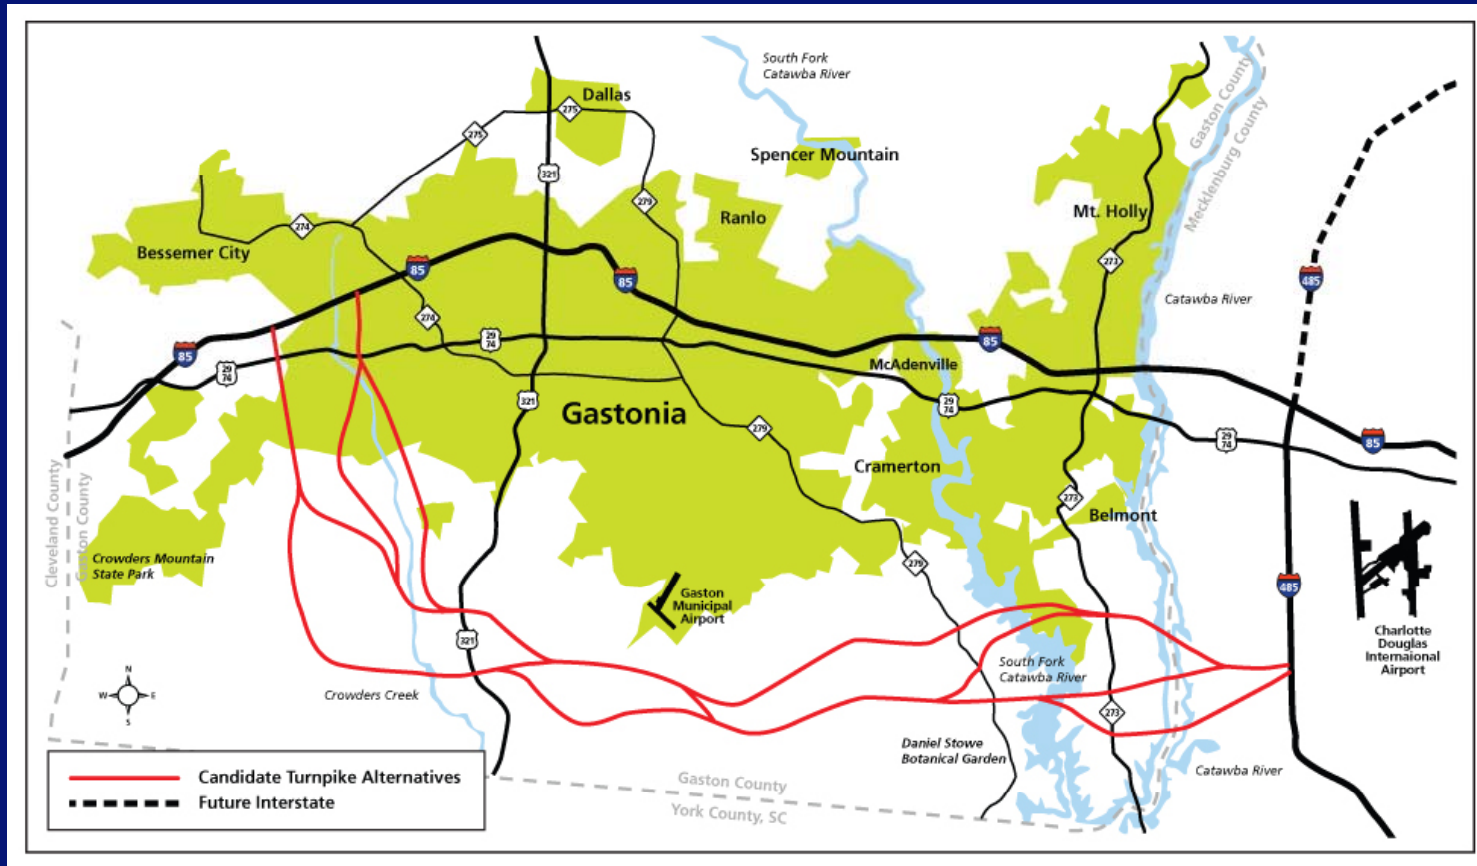 South Fork
Catawba River
Dallas
275
275
Gaston County
Mecklenburg County
Spencer Mountain
321
279
Ranlo
Mt. Holly
274
Bessemer City
273
85
85
485
Catawba River
274
85
29
74
85
McAdenville
29
74
321
29
74
Gastonia
279
29
74
85
Cramerton
273
Belmont
Cleveland County
Gaston County
Crowders Mountain
State Park
279
485
Gaston
Municipal
Airport
321
Charlotte
Douglas
Internaional
Airport
South Fork
Catawba River
N
W
E
S
Crowders Creek
273
Daniel Stowe
Botanical Garden
Catawba River
Candidate Turnpike Alternatives
Future Interstate
Gaston County
York County, SC